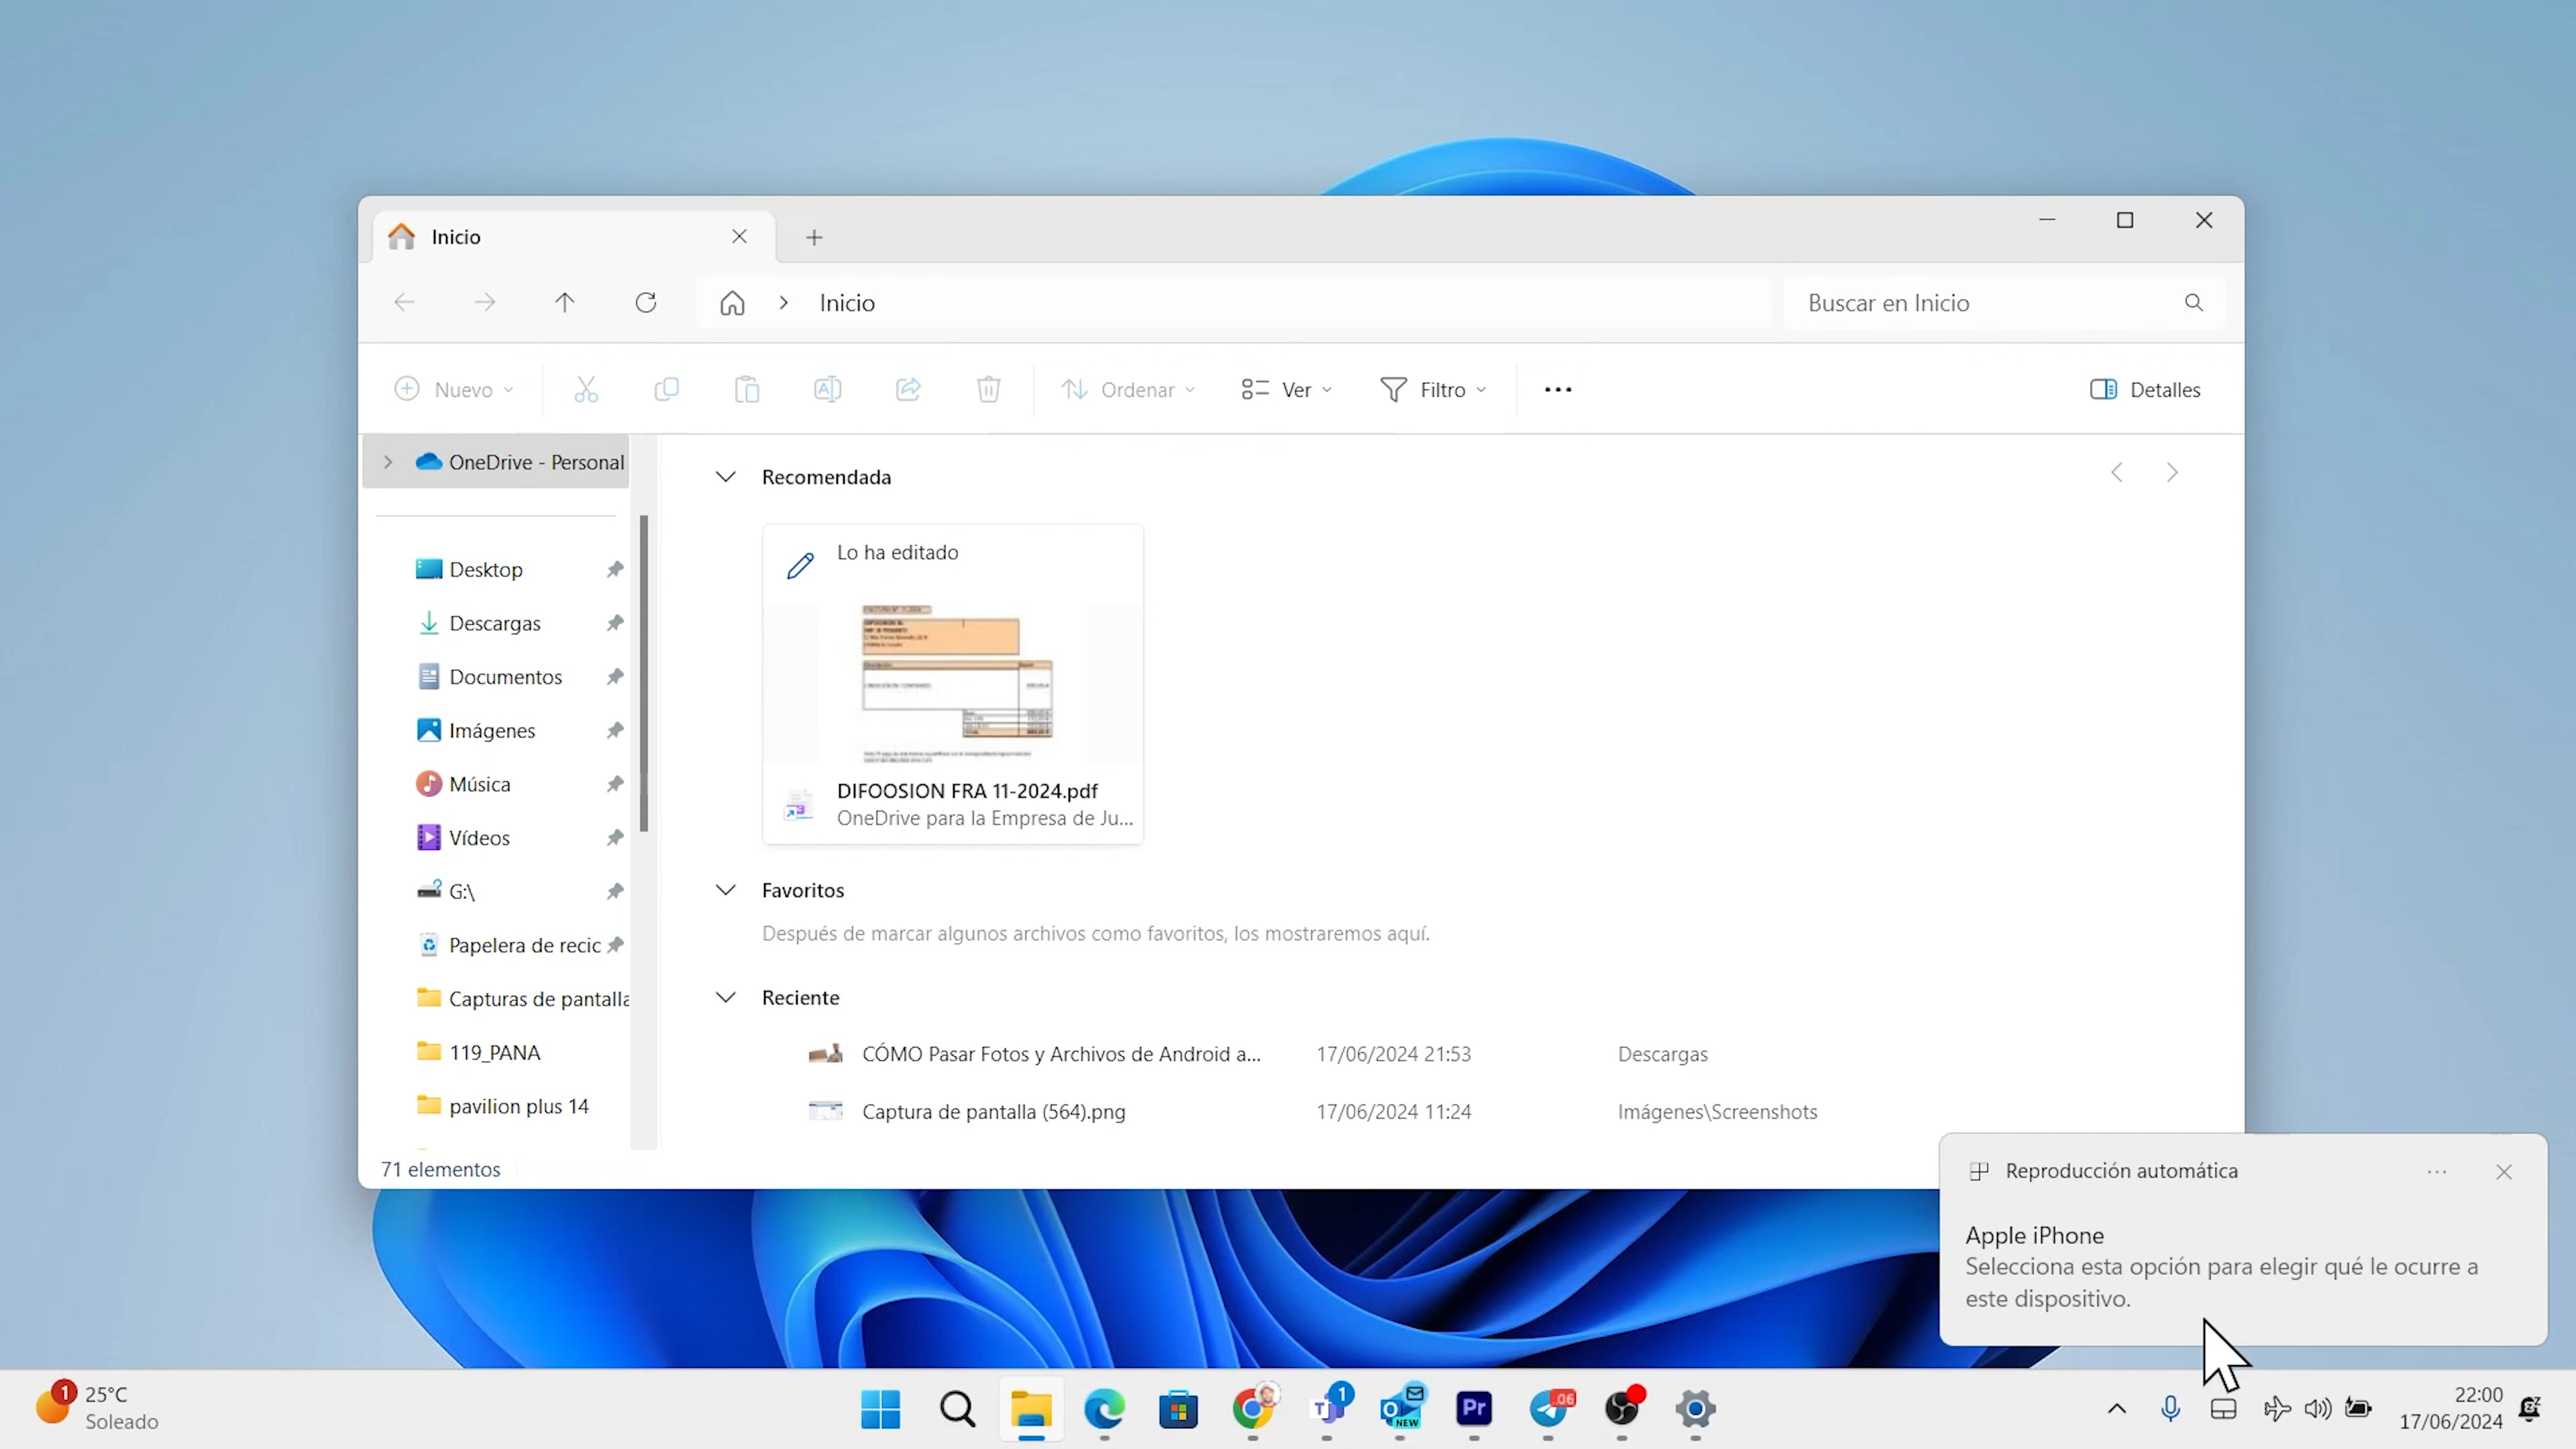 Inicio
Inicio
Buscar en Inicio
Nuevo
Ordenar
Ver
Filtro
Detalles
OneDrive - Personal
Desktop
Descargas
Documentos
Imágenes
Música
Vídeos
G:\
Papelera de recic
Capturas de pantalla
119_PANA
pavilion plus 14
71 elementos
Recomendada
Lo ha editado
DIFOOSION FRA 11-2024.pdf
OneDrive para la Empresa de Ju...
Favoritos
Después de marcar algunos archivos como favoritos, los mostraremos aquí.
Reciente
CÓMO Pasar Fotos y Archivos de Android a... 17/06/2024 21:53 Descargas
Captura de pantalla (564).png 17/06/2024 11:24 Imágenes\Screenshots
Reproducción automática
Apple iPhone
Selecciona esta opción para elegir qué le ocurre a
este dispositivo.
1
25°C
Soleado
T
1
O
NEW
Pr
.06
22:00
17/06/2024